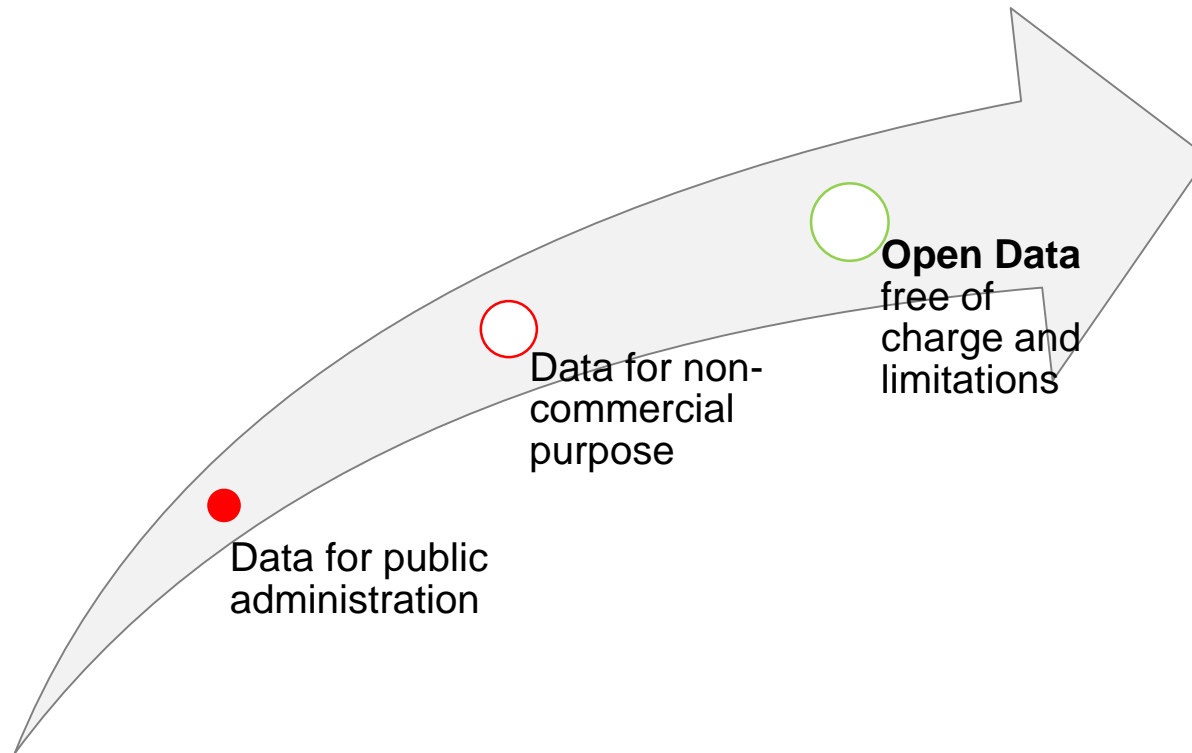 Open Data
free of
charge and
limitations
Data for non-
commercial
purpose
Data for public
administration